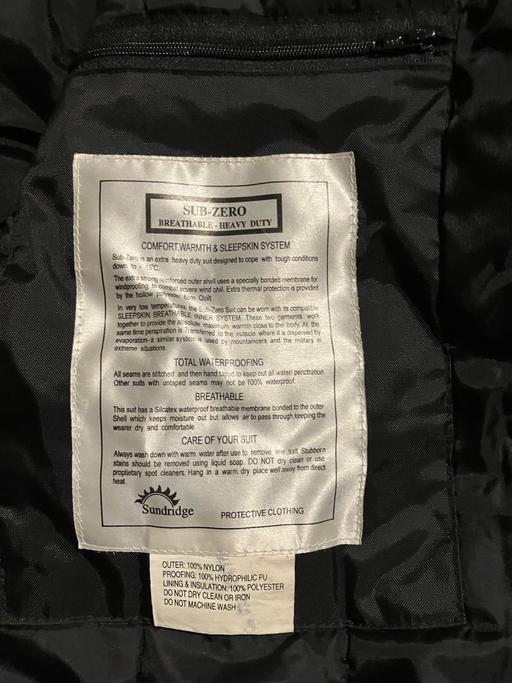 SUB-ZERO
BREATHABLE - HEAVY DUTY
COMFORT, WARMTH & SLEEPSKIN SYSTEM
Sub-Zero is an extra heavy duty suit designed to cope with tough conditions
down to - 15°C.
The extra strong reinforced outer shell uses a specially bonded membrane for
windproofing to combat severe wind chill. Extra thermal protection is provided
by the hollow polyester fibre Quilt.
In very low temperatures the Sub-Zero Suit can be worn with its compatible
SLEEPSKIN BREATHABLE INNER SYSTEM. These two garments work
together to provide the absolute maximum warmth close to the body. At the
same time perspiration is Transferred to the outside where it is dispersed by
evaporation- a similar system is used by mountaineers and the military in
extreme situations.
TOTAL WATERPROOFING
All seams are stitched and then hand taped to keep out all water penetration
Other suits with untaped seams may not be 100% waterproof.
BREATHABLE
This suit has a Silcatex waterproof breathable membrane bonded to the outer
Shell which keeps moisture out but allows air to pass through,keeping the
wearer dry and comfortable.
CARE OF YOUR SUIT
Always wash down with warm water after use to remove any salt Stubborn
stains should be removed using liquid soap. DO NOT dry clean or use
proptietary spot cleaners, Hang in a warm dry place well away from direct
heat.
Sundridge PROTECTIVE CLOTHING
OUTER: 100% NYLON
PROOFING: 100% HYDROPHILIC PU
LINING & INSULATION: 100% POLYESTER
DO NOT DRY CLEAN OR IRON
DO NOT MACHINE WASH